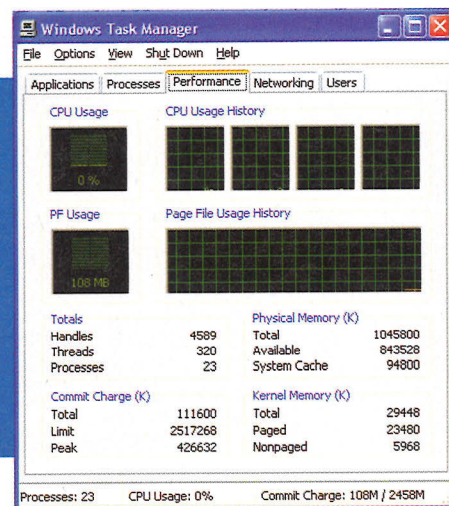 Windows Task Manager
File Options View Shut Down Help
Applications Processes Performance Networking Users
CPU Usage CPU Usage History
0 %
PF Usage Page File Usage History
108 MB
Totals Physical Memory (K)
Handles 4589 Total 1045800
Threads 320 Available 843528
Processes 23 System Cache 94800
Commit Charge (K) Kernel Memory (K)
Total 111600 Total 29448
Limit 2517268 Paged 23480
Peak 426632 Nonpaged 5968
Processes: 23 CPU Usage: 0% Commit Charge: 108M / 2458M